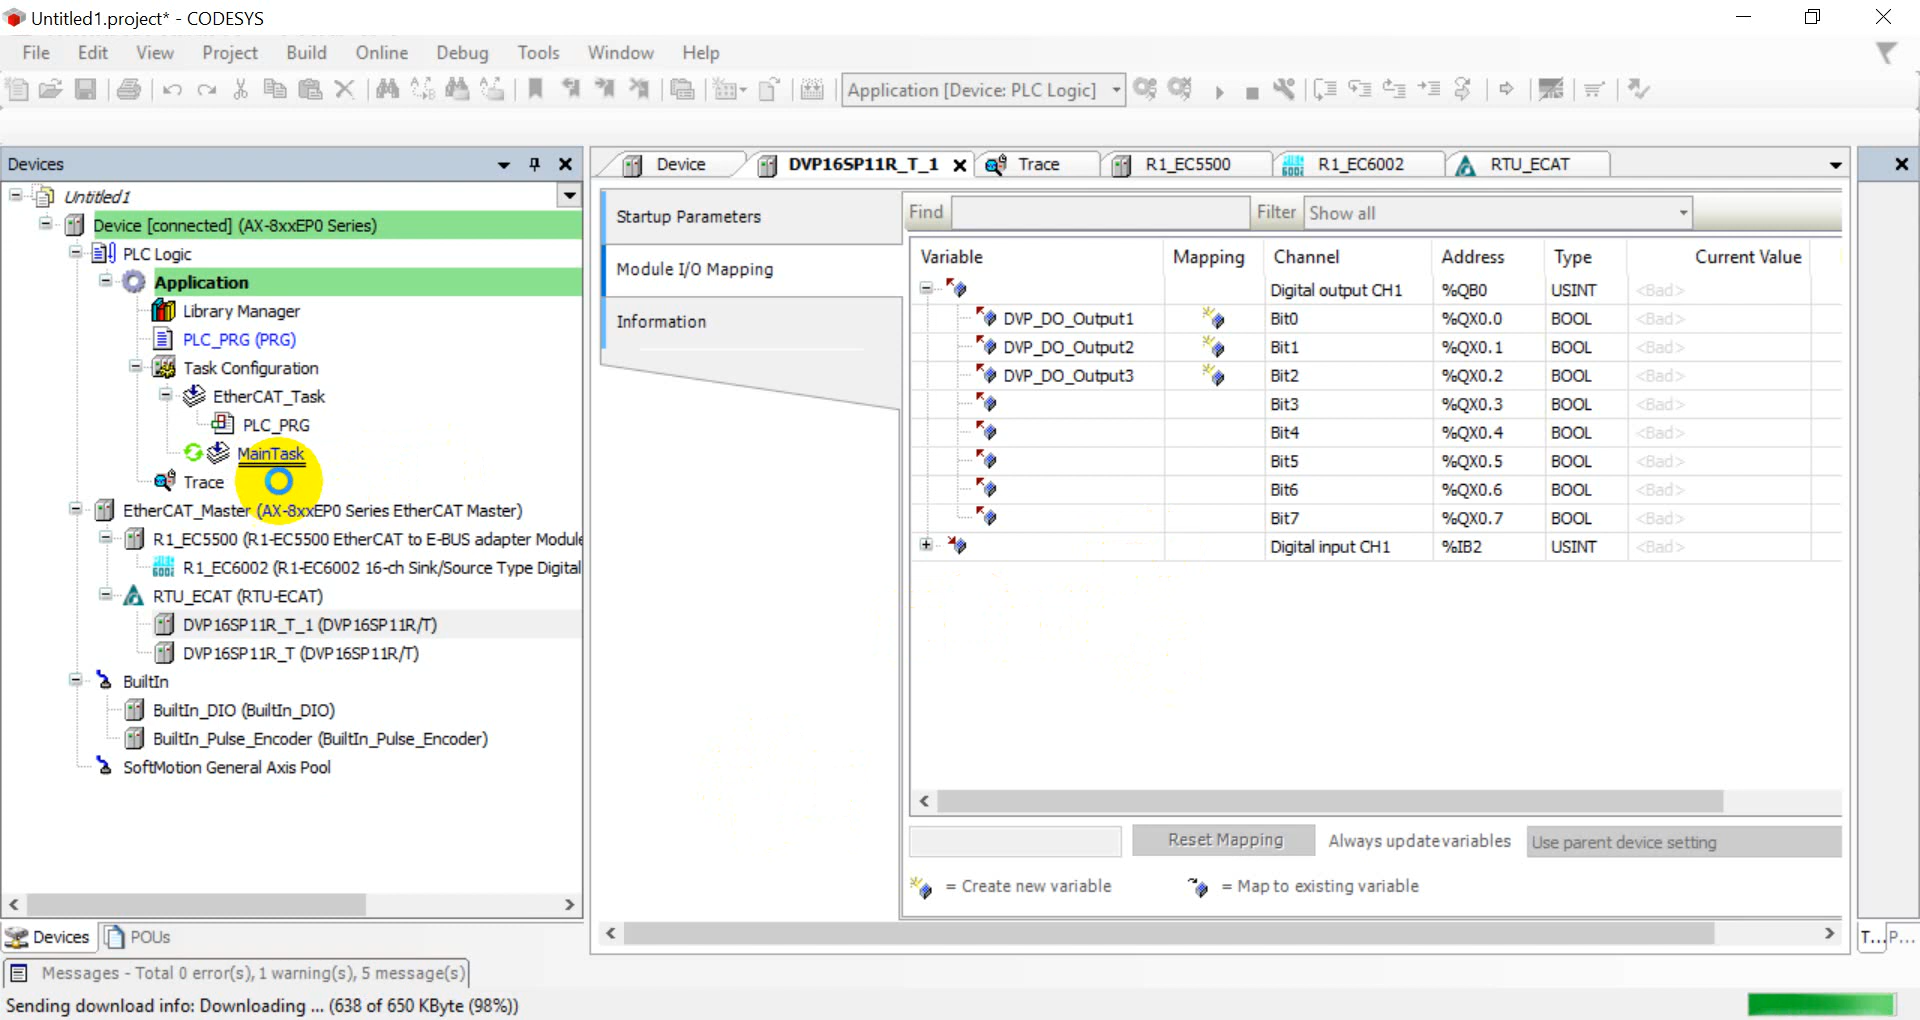 Untitled1.project* - CODESYS
File Edit View Project Build Online Debug Tools Window Help
Application [Device: PLC Logic]
Devices
Untitled1
Device [connected] (AX-8xxEP0 Series)
PLC Logic
Application
Library Manager
PLC_PRG (PRG)
Task Configuration
EtherCAT_Task
PLC_PRG
MainTask
Trace
EtherCAT_Master (AX-8xxEP0 Series EtherCAT Master)
R1_EC5500 (R1-EC5500 EtherCAT to E-BUS adapter Module
R1_EC6002 (R1-EC6002 16-ch Sink/Source Type Digital
RTU_ECAT (RTU-ECAT)
DVP16SP11R_T_1 (DVP16SP11R/T)
DVP16SP11R_T (DVP16SP11R/T)
BuiltIn
BuiltIn_DIO (BuiltIn_DIO)
BuiltIn_Pulse_Encoder (BuiltIn_Pulse_Encoder)
SoftMotion General Axis Pool
Devices POUs
Device DVP16SP11R_T_1 Trace R1_EC5500 R1_EC6002 RTU_ECAT
Startup Parameters
Module I/O Mapping
Information
Find Filter Show all
Variable Mapping Channel Address Type Current Value
Digital output CH1 %QB0 USINT <Bad>
DVP_DO_Output1 Bit0 %QX0.0 BOOL <Bad>
DVP_DO_Output2 Bit1 %QX0.1 BOOL <Bad>
DVP_DO_Output3 Bit2 %QX0.2 BOOL <Bad>
Bit3 %QX0.3 BOOL <Bad>
Bit4 %QX0.4 BOOL <Bad>
Bit5 %QX0.5 BOOL <Bad>
Bit6 %QX0.6 BOOL <Bad>
Bit7 %QX0.7 BOOL <Bad>
Digital input CH1 %IB2 USINT <Bad>
Reset Mapping Always update variables Use parent device setting
= Create new variable = Map to existing variable
T... P...
Messages - Total 0 error(s), 1 warning(s), 5 message(s)
Sending download info: Downloading ... (638 of 650 KByte (98%))